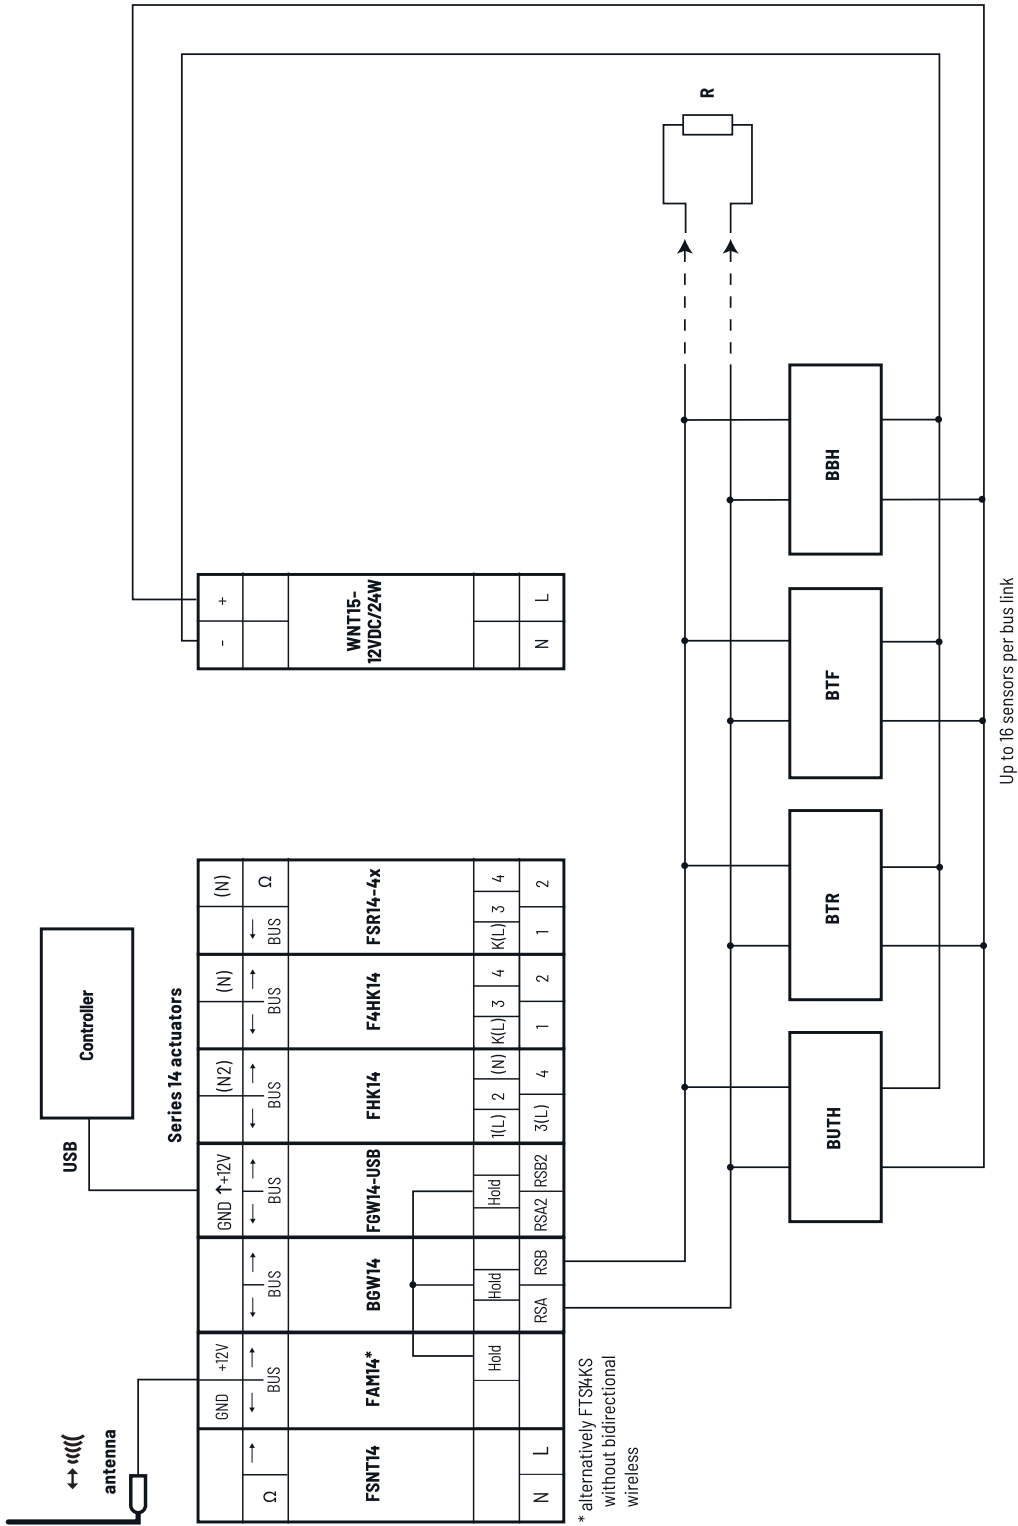 Controller
USB
antenna
Series 14 actuators
Ω
→
FSNT14
N
L
GND
+12V
← →
BUS
FAM14*
Hold
← →
BUS
BGW14
Hold
RSA
RSB
GND
↑+12V
← →
BUS
FGW14-USB
Hold
RSA2
RSB2
(N2)
← →
BUS
FHK14
1(L)
2
(N)
3(L)
4
(N)
← →
BUS
F4HK14
K(L)
3
4
1
2
(N)
←
BUS
Ω
FSR14-4x
K(L)
3
4
1
2
-
+
WNT15-
12VDC/24W
N
L
* alternatively FTS14KS
without bidirectional
wireless
R
BUTH
BTR
BTF
BBH
Up to 16 sensors per bus link